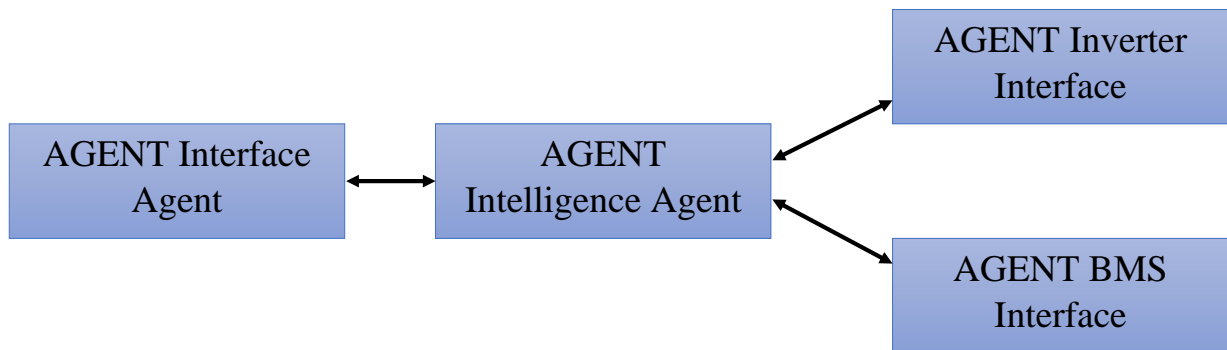 AGENT Interface
Agent
AGENT
Intelligence Agent
AGENT Inverter
Interface
AGENT BMS
Interface